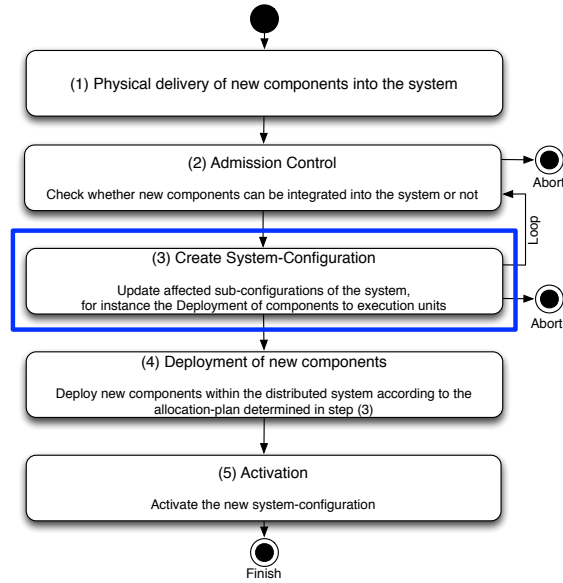 (1) Physical delivery of new components into the system
(2) Admission Control
Check whether new components can be integrated into the system or not
Abort
Loop
(3) Create System-Configuration
Update affected sub-configurations of the system,
for instance the Deployment of components to execution units
Abort
(4) Deployment of new components
Deploy new components within the distributed system according to the
allocation-plan determined in step (3)
(5) Activation
Activate the new system-configuration
Finish